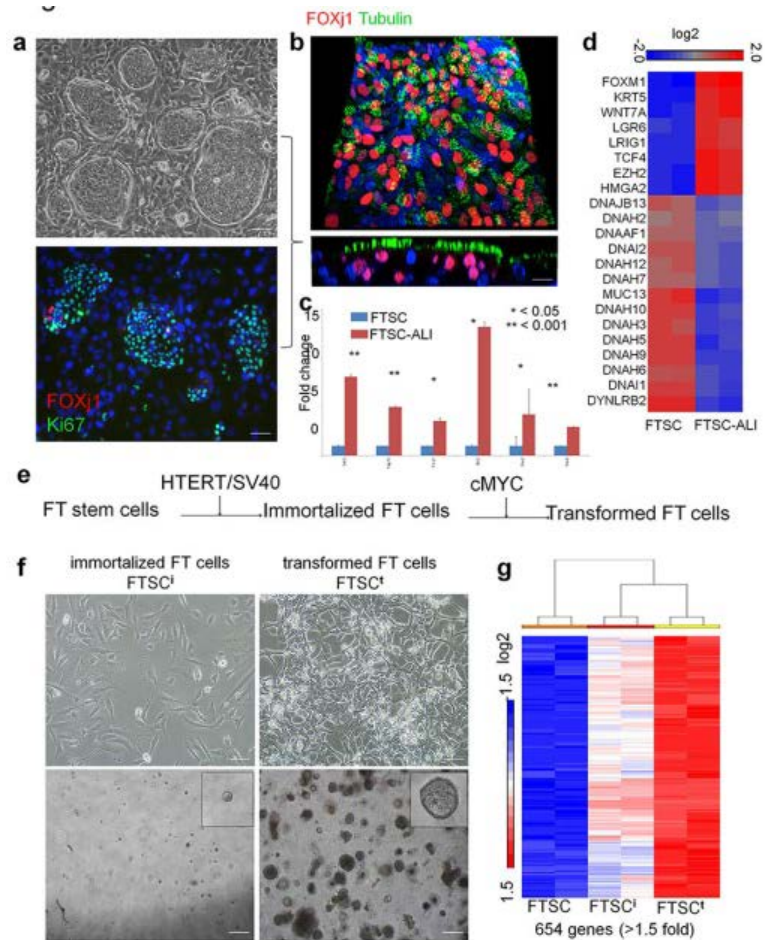 FOXj1 Tubulin
a
b
d
log2
-2.0
2.0
FOXM1
KRT5
WNT7A
LGR6
LRIG1
TCF4
EZH2
HMGA2
DNAJB13
DNAH2
DNAAF1
DNAI2
DNAH12
DNAH7
MUC13
DNAH10
DNAH3
DNAH5
DNAH9
DNAH6
DNAI1
DYNLRB2
FTSC FTSC-ALI
FOXj1
Ki67
c
FTSC
FTSC-ALI
* < 0.05
** < 0.001
Fold change
15
10
5
0
** ** * * * **
e
HTERT/SV40
cMYC
FT stem cells
Immortalized FT cells
Transformed FT cells
f
immortalized FT cells
FTSCⁱ
transformed FT cells
FTSCᵗ
g
log2
1.5
1.5
FTSC FTSCⁱ FTSCᵗ
654 genes (>1.5 fold)